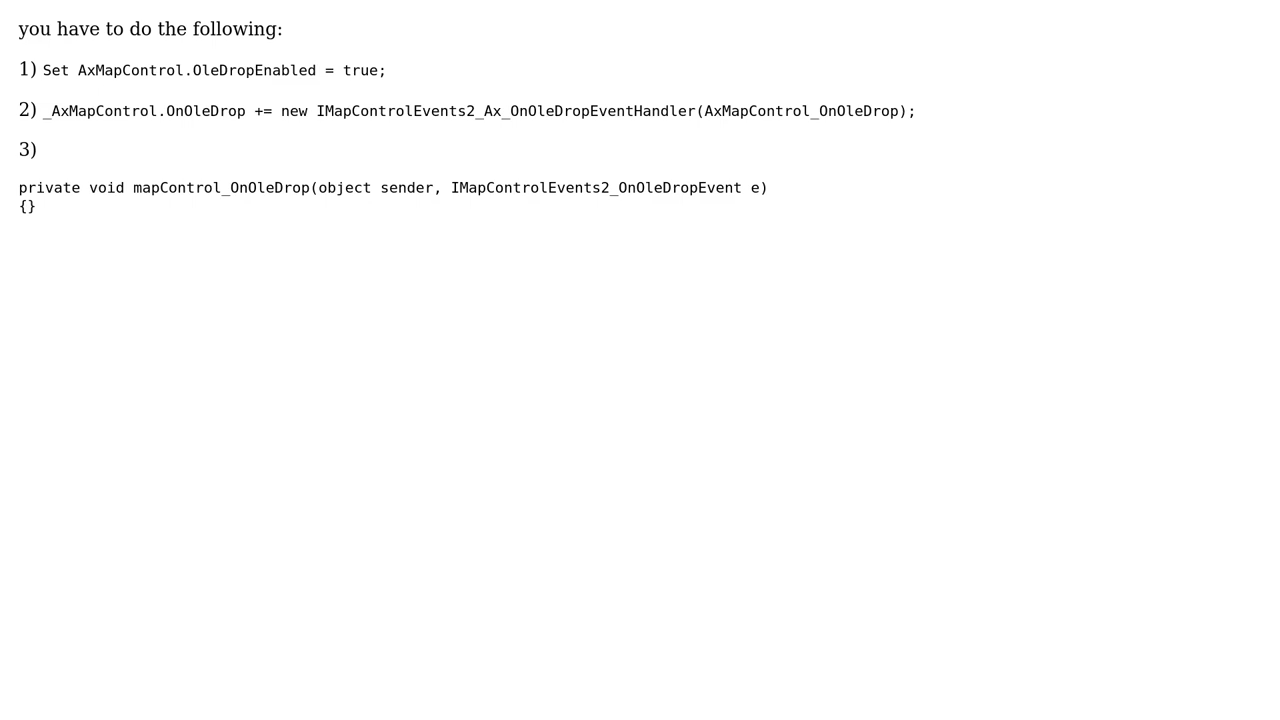 you have to do the following:
1) Set AxMapControl.OleDropEnabled = true;
2) _AxMapControl.OnOleDrop += new IMapControlEvents2_Ax_OnOleDropEventHandler(AxMapControl_OnOleDrop);
3)
private void mapControl_OnOleDrop(object sender, IMapControlEvents2_OnOleDropEvent e)
{}